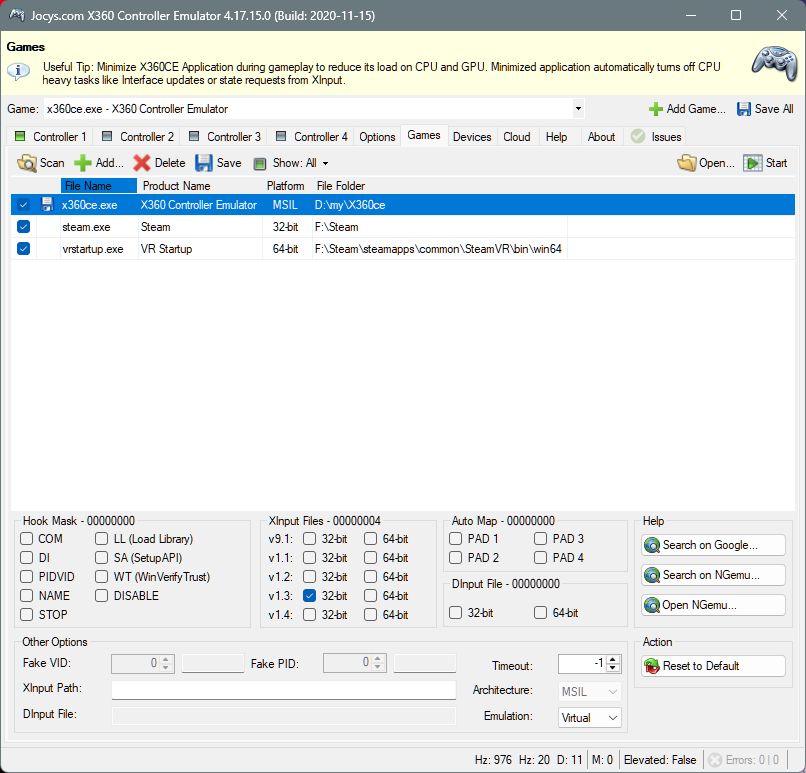 Jocys.com X360 Controller Emulator 4.17.15.0 (Build: 2020-11-15)
Games
Useful Tip: Minimize X360CE Application during gameplay to reduce its load on CPU and GPU. Minimized application automatically turns off CPU
heavy tasks like Interface updates or state requests from XInput.
Game: x360ce.exe - X360 Controller Emulator Add Game... Save All
Controller 1 Controller 2 Controller 3 Controller 4 Options Games Devices Cloud Help About Issues
Scan Add... Delete Save Show: All Open... Start
File Name Product Name Platform File Folder
x360ce.exe X360 Controller Emulator MSIL D:\my\X360ce
steam.exe Steam 32-bit F:\Steam
vrstartup.exe VR Startup 64-bit F:\Steam\steamapps\common\SteamVR\bin\win64
Hook Mask - 00000000
COM LL (Load Library)
DI SA (SetupAPI)
PIDVID WT (WinVerifyTrust)
NAME DISABLE
STOP
XInput Files - 00000004
v9.1: 32-bit 64-bit
v1.1: 32-bit 64-bit
v1.2: 32-bit 64-bit
v1.3: 32-bit 64-bit
v1.4: 32-bit 64-bit
Auto Map - 00000000
PAD 1 PAD 3
PAD 2 PAD 4
DInput File - 00000000
32-bit 64-bit
Help
Search on Google...
Search on NGemu...
Open NGemu...
Other Options
Fake VID: 0 Fake PID: 0 Timeout: -1
XInput Path: Architecture: MSIL
DInput File: Emulation: Virtual
Action
Reset to Default
Hz: 976 Hz: 20 D: 11 M: 0 Elevated: False Errors: 0 | 0